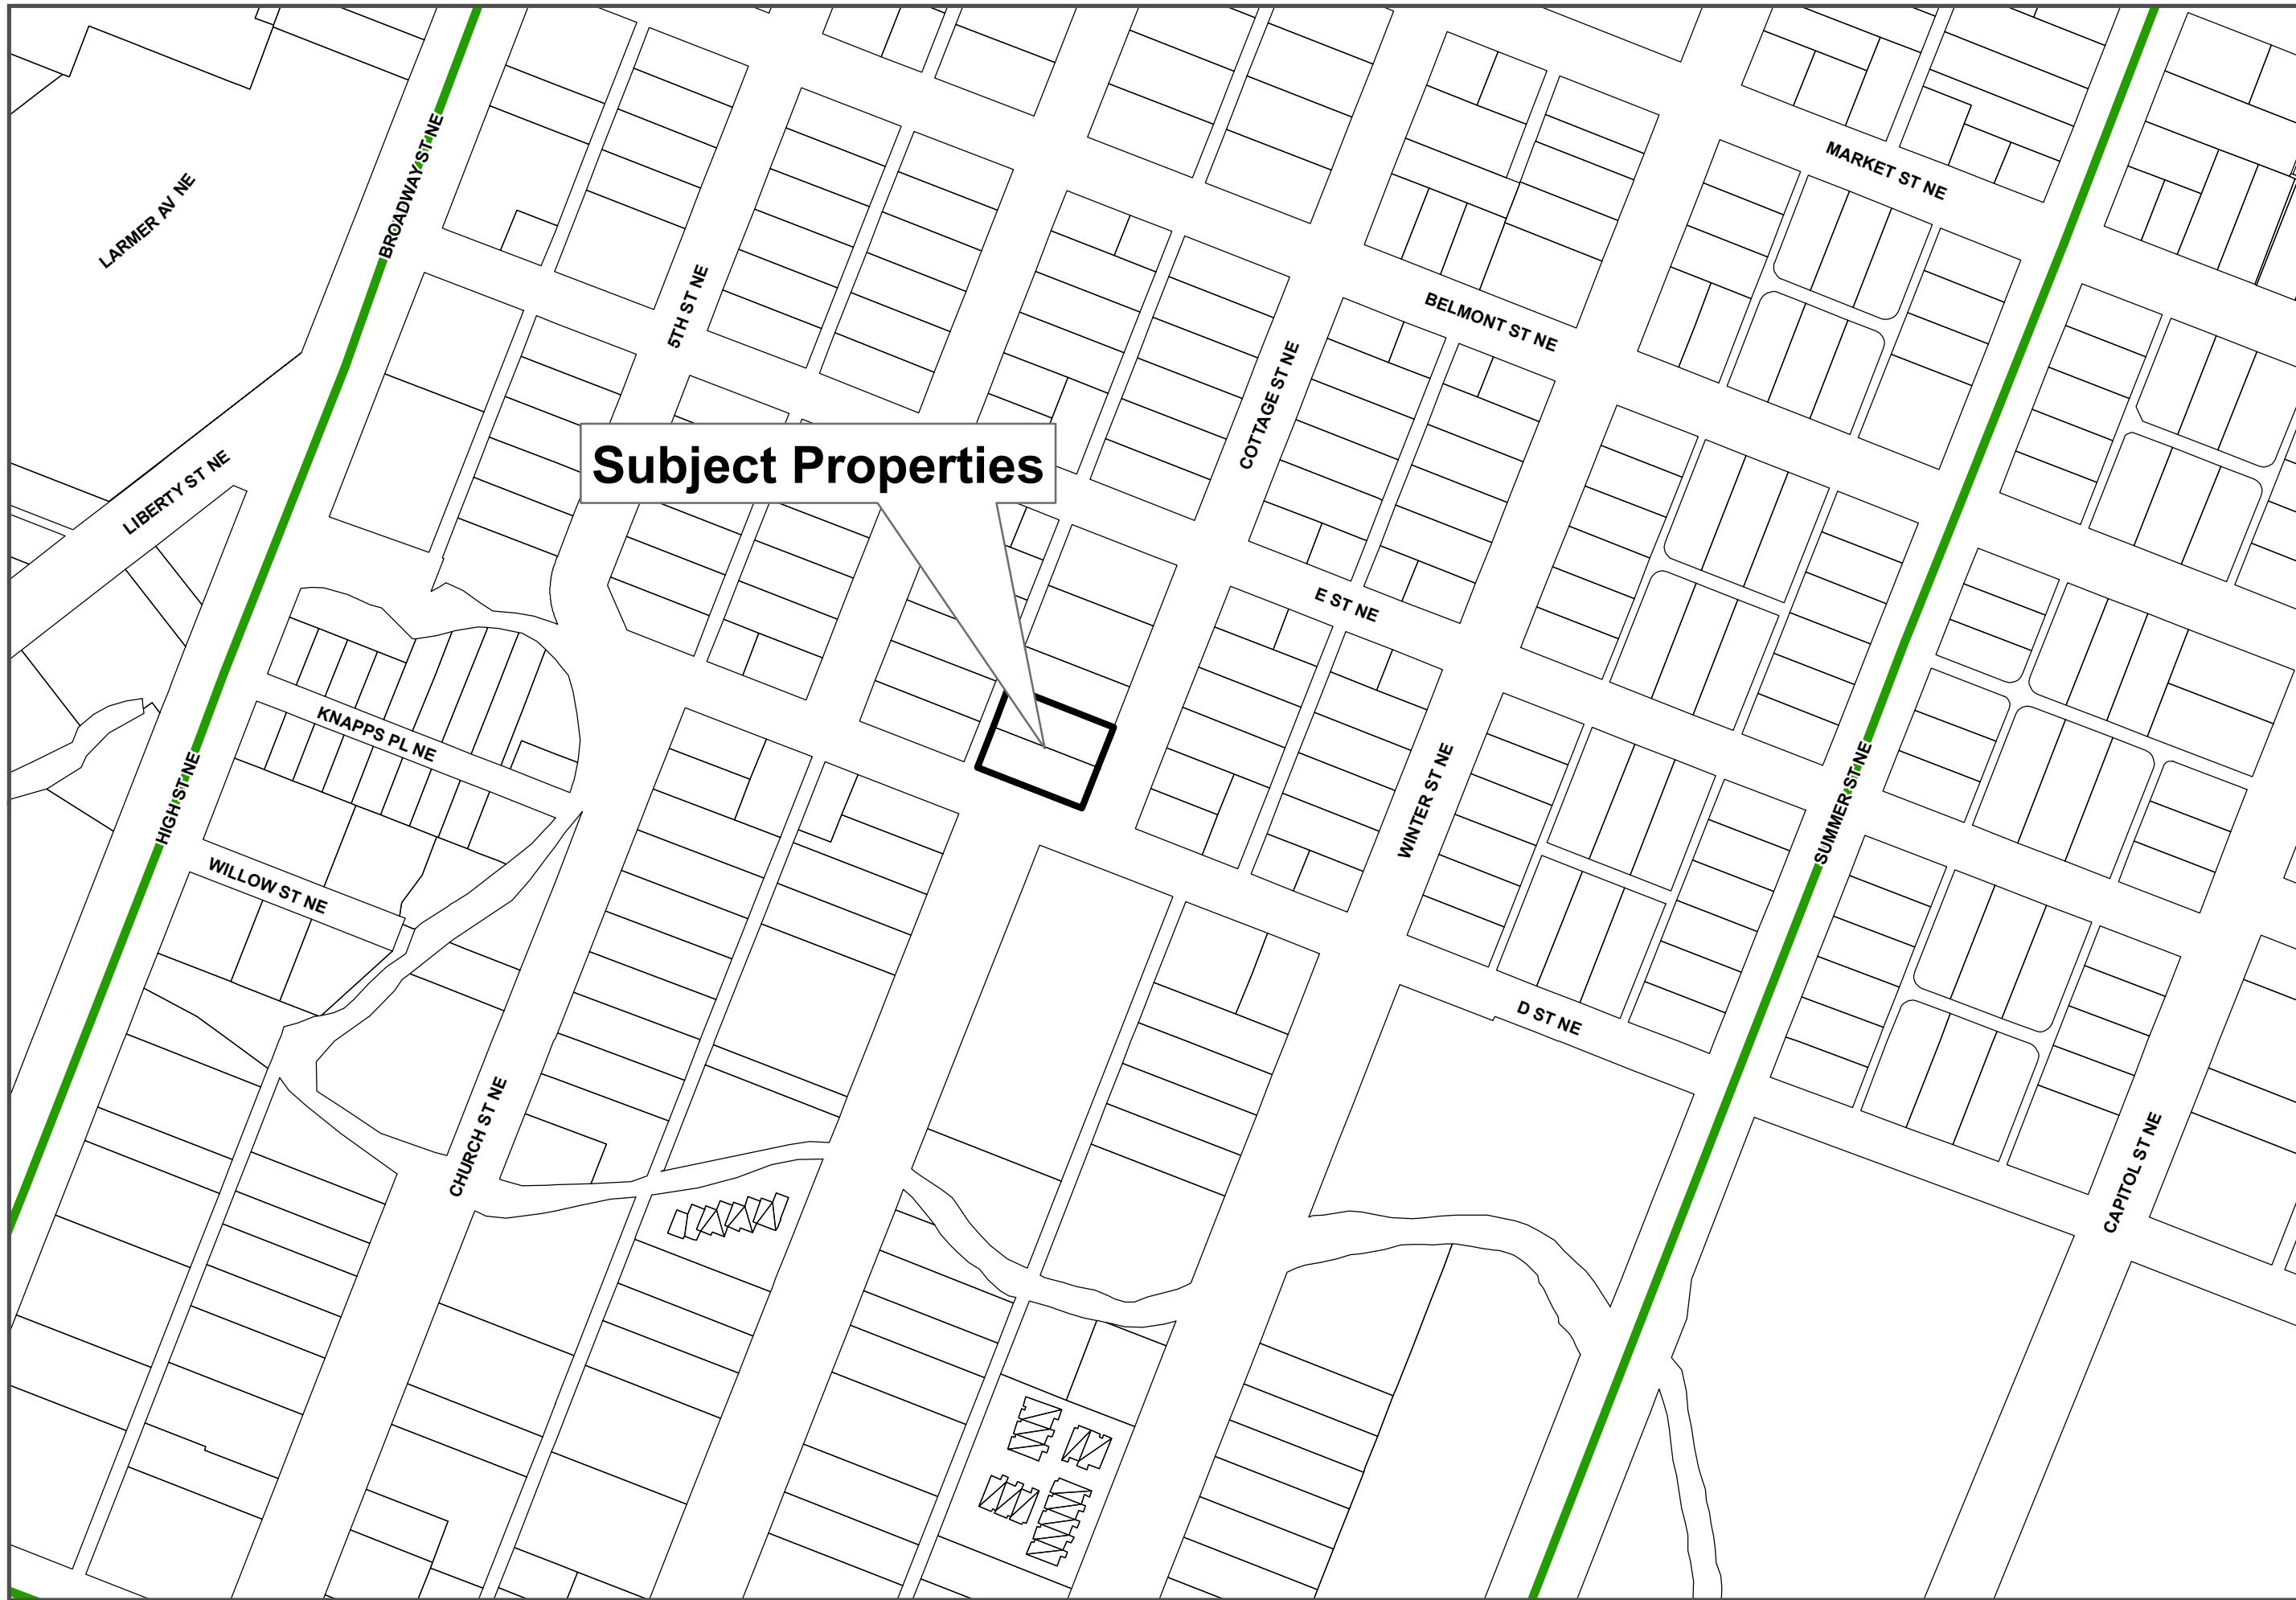 MARKET ST NE
BROADWAY ST NE
LARMER AV NE
5TH ST NE
BELMONT ST NE
COTTAGE ST NE
Subject Properties
LIBERTY ST NE
E ST NE
KNAPPS PL NE
HIGH ST NE
WINTER ST NE
SUMMER ST NE
WILLOW ST NE
D ST NE
CHURCH ST NE
CAPITOL ST NE